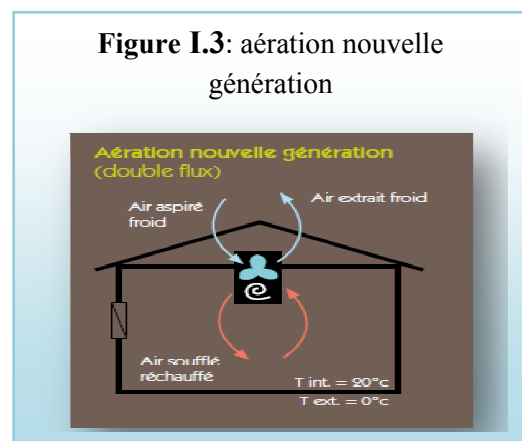 Figure I.3: aération nouvelle
génération
Aération nouvelle génération
(double flux)
Air aspiré
froid
Air extrait froid
Air soufflé
réchauffé
T int. = 20°c
T ext. = 0°c